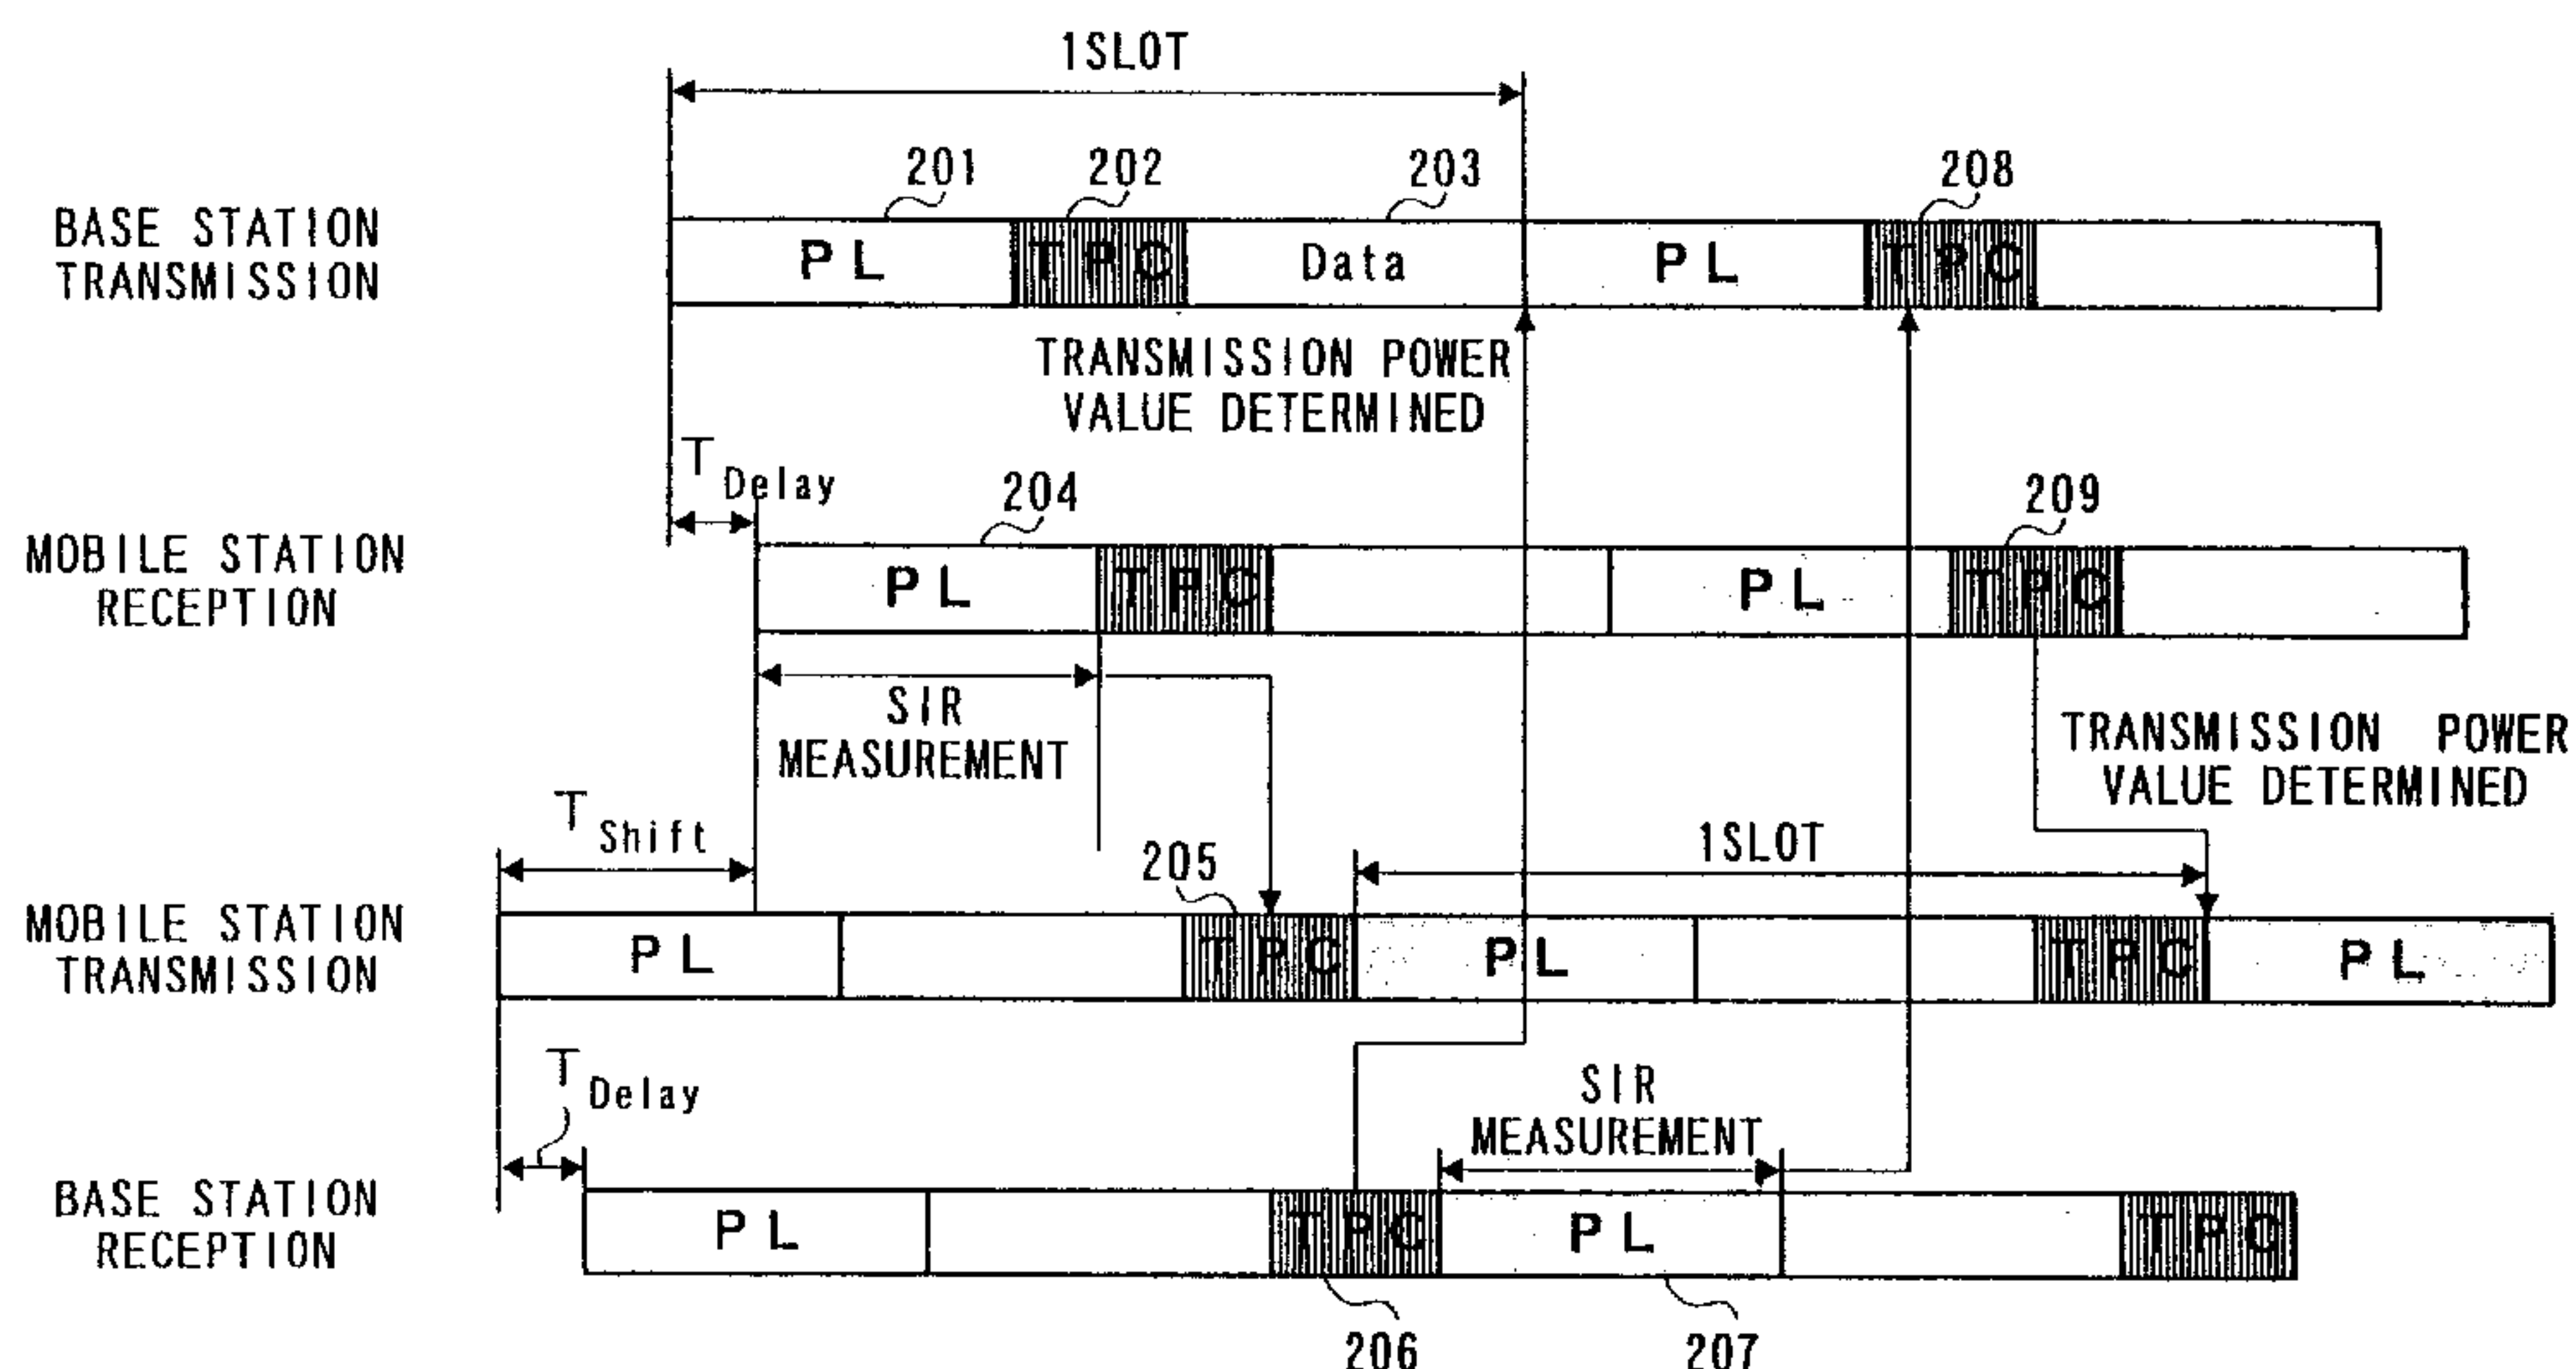 1SLOT
201
202
203
208
BASE STATION
TRANSMISSION
PL
TPC
Data
PL
TPC
TRANSMISSION POWER
VALUE DETERMINED
T Delay
204
209
MOBILE STATION
RECEPTION
PL
TPC
PL
TPC
SIR
MEASUREMENT
TRANSMISSION POWER
VALUE DETERMINED
T Shift
205
1SLOT
MOBILE STATION
TRANSMISSION
PL
TPC
PL
TPC
PL
T Delay
SIR
MEASUREMENT
BASE STATION
RECEPTION
PL
TPC
PL
TPC
206
207